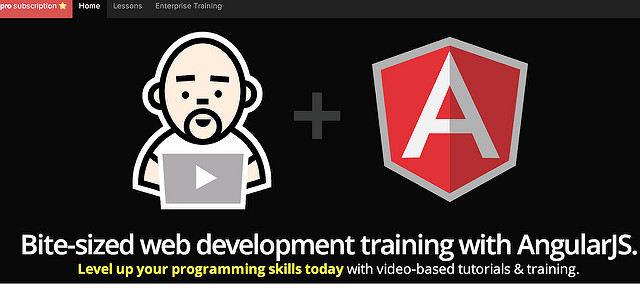 pro subscription ⭐ Home Lessons Enterprise Training
A
Bite-sized web development training with AngularJS.
Level up your programming skills today with video-based tutorials & training.